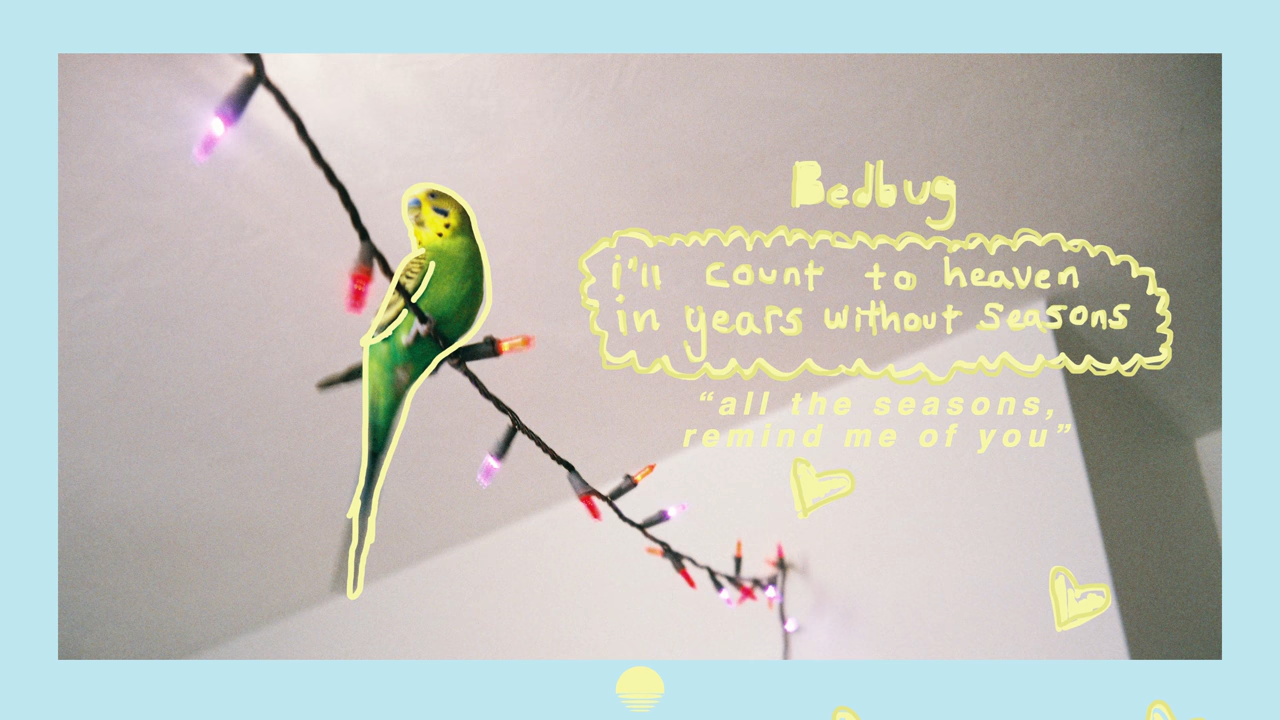 Bedbug
i'll count to heaven
in years without seasons
“all the seasons,
remind me of you”